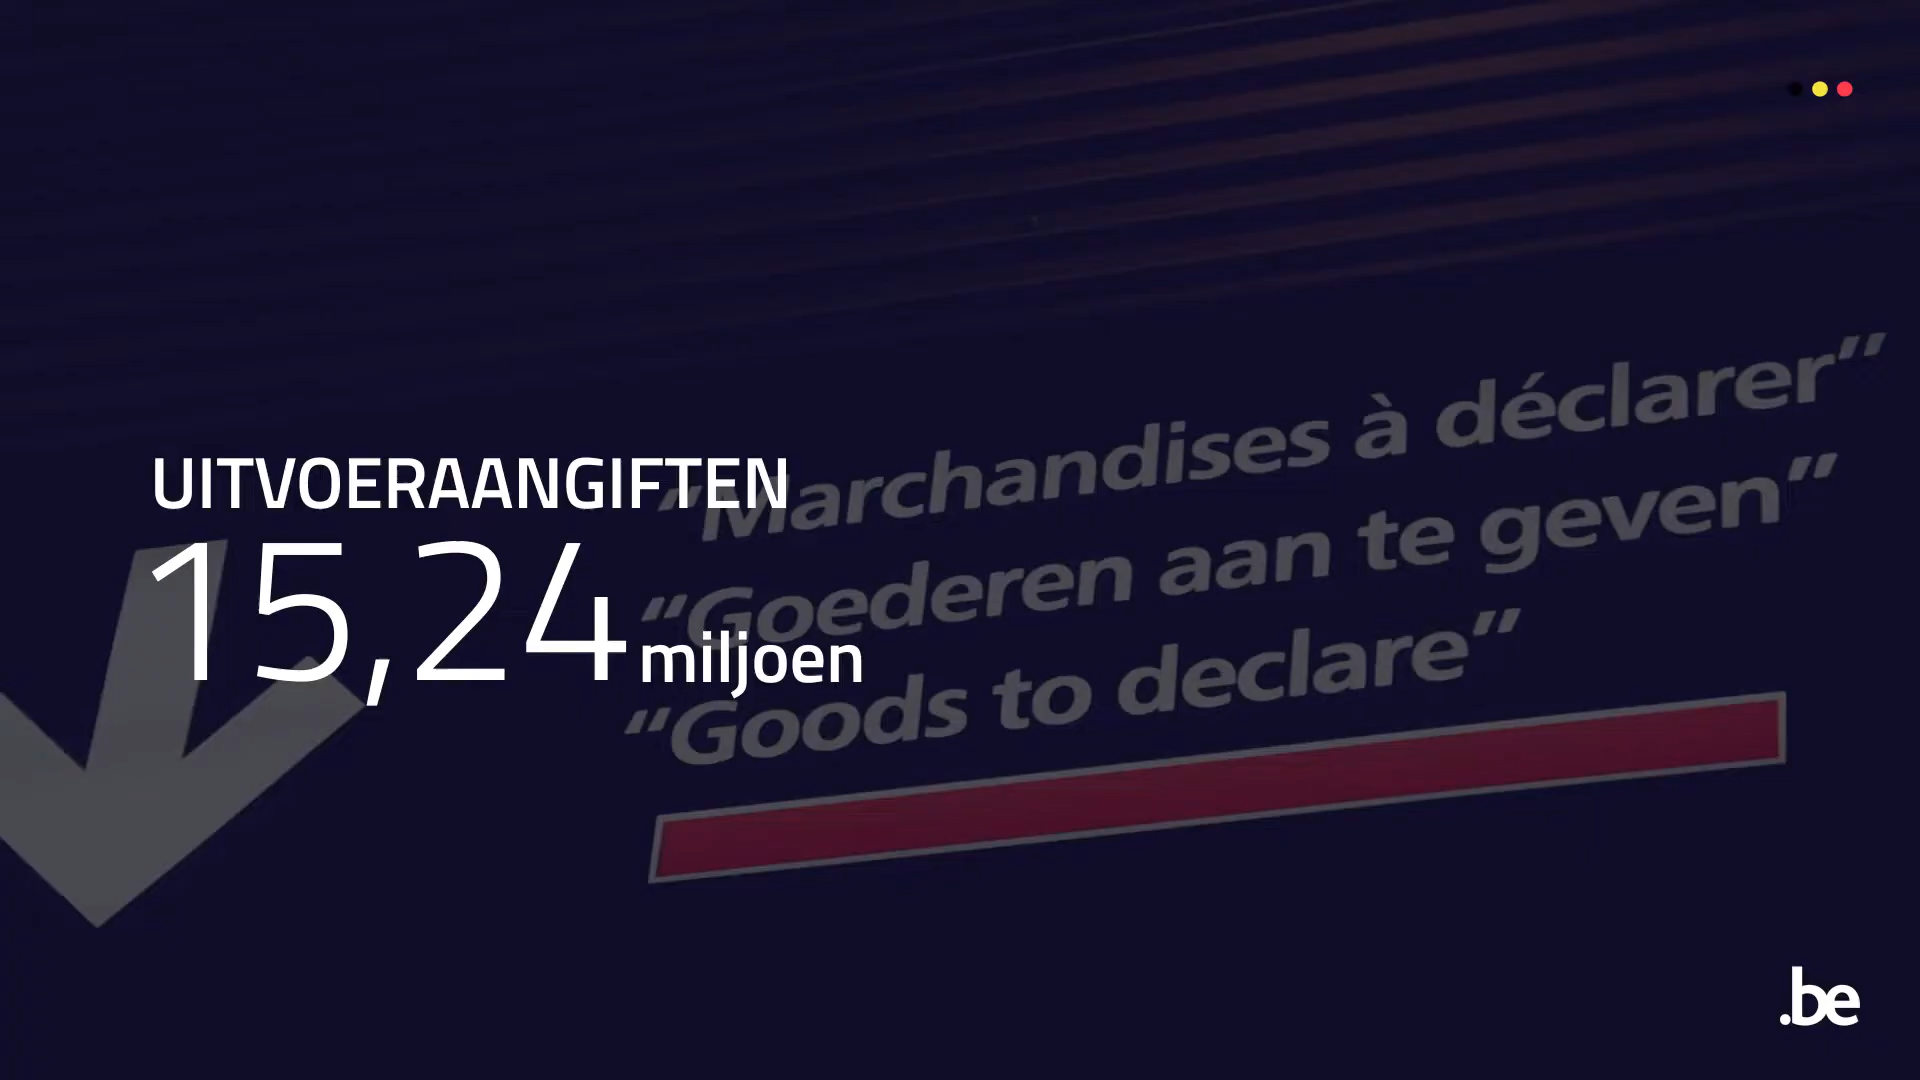 UITVOERAANGIFTEN
15,24 miljoen
“Marchandises à déclarer”
“Goederen aan te geven”
“Goods to declare”
.be